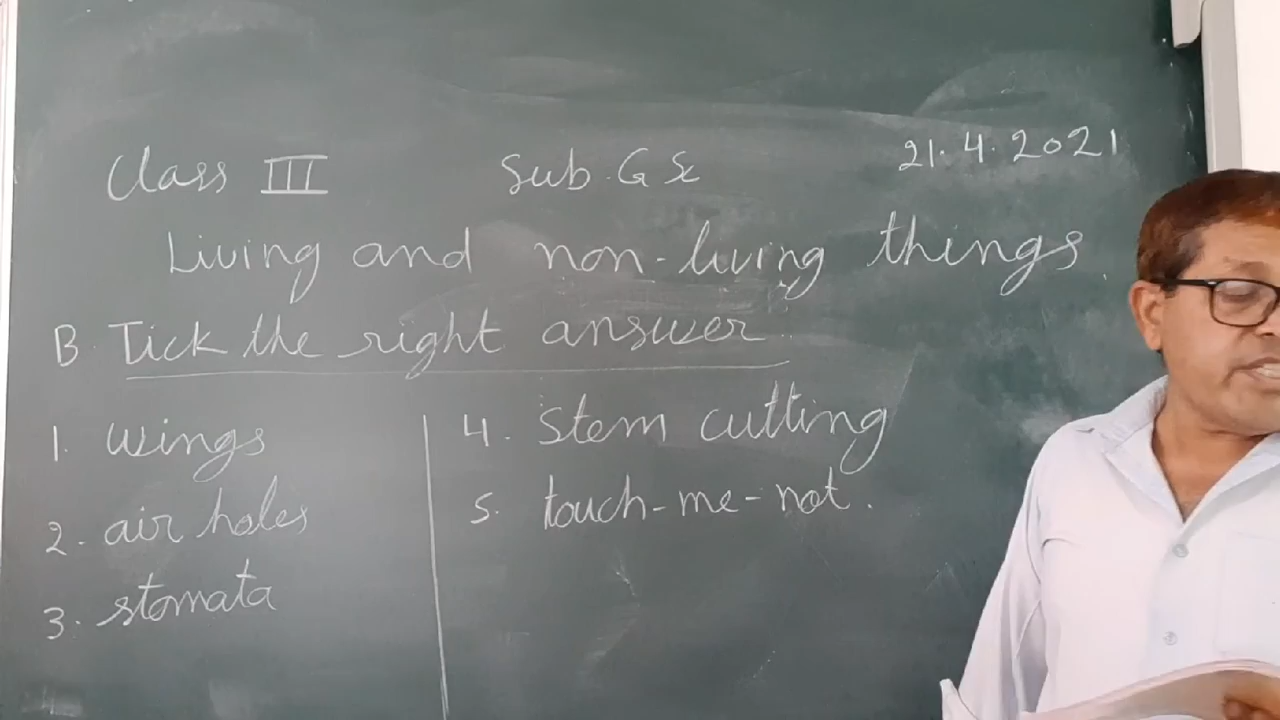 Class III Sub. G Sc 21.4.2021
Living and non-living things.
B. Tick the right answer.
1. wings
2. air holes
3. stomata
4. Stem cutting
5. touch-me-not.